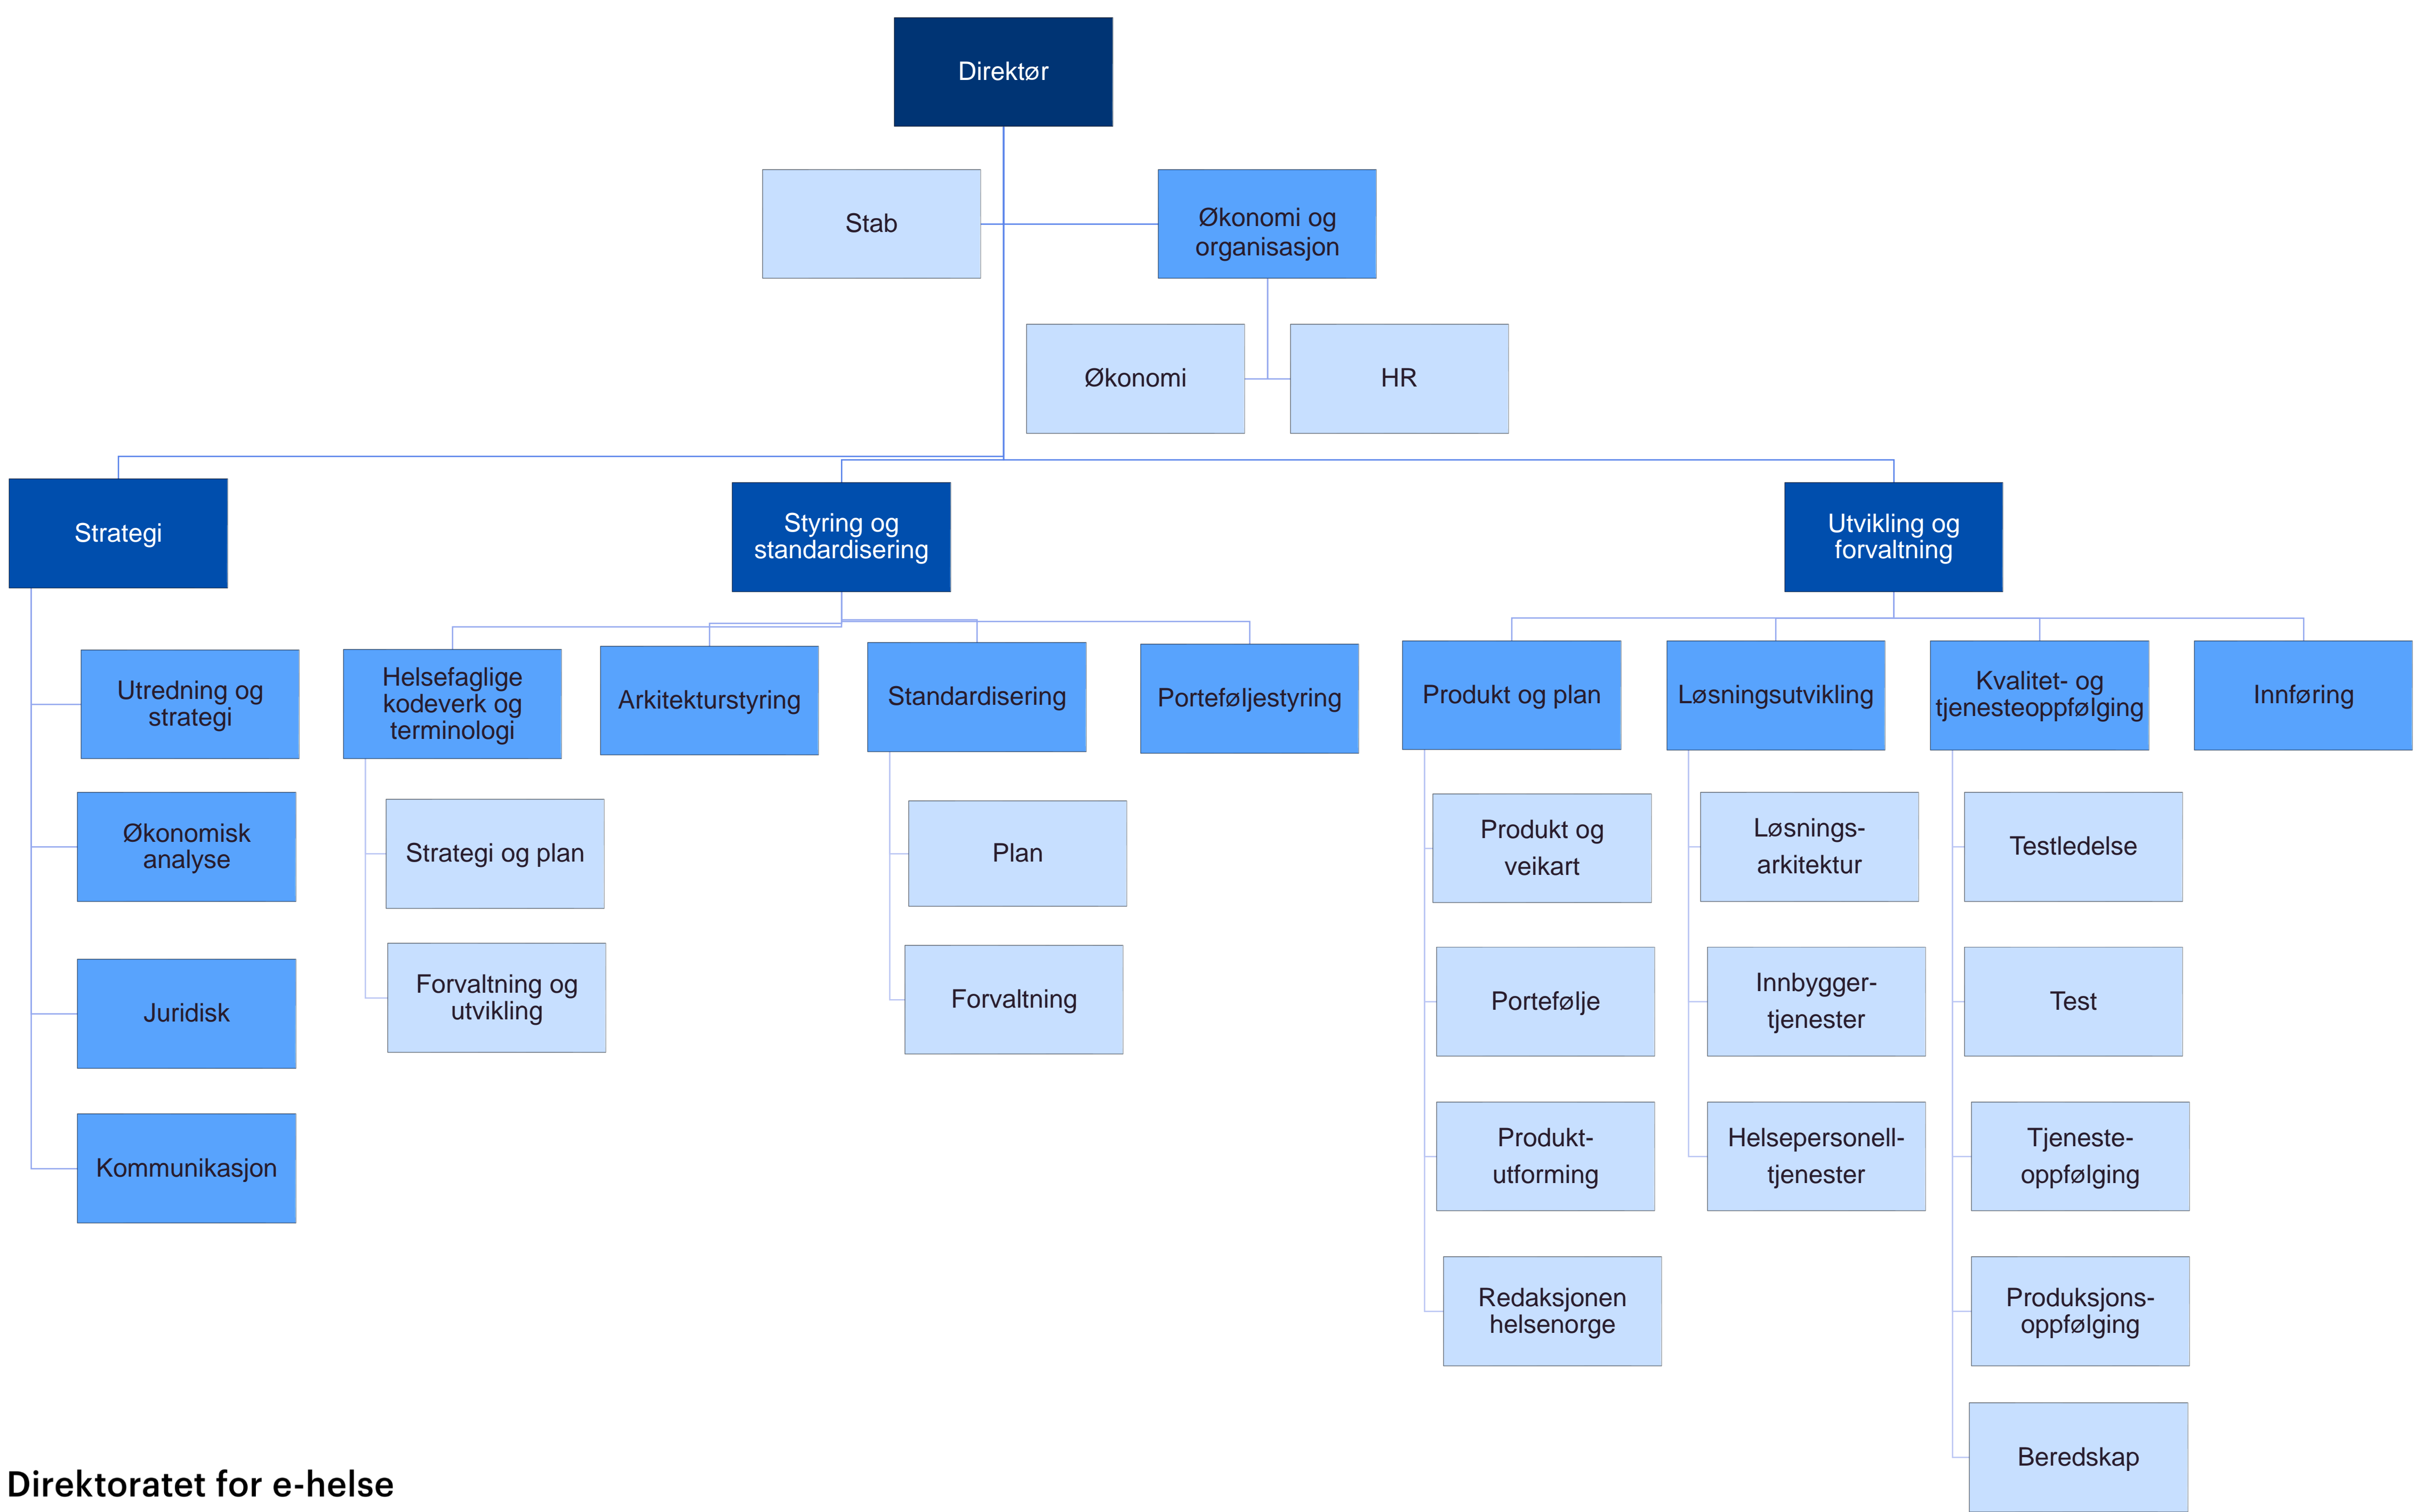 Direktør
Stab
Økonomi og
organisasjon
Økonomi
HR
Strategi
Styring og
standardisering
Utvikling og
forvaltning
Utredning og
strategi
Økonomisk
analyse
Juridisk
Kommunikasjon
Helsefaglige
kodeverk og
terminologi
Strategi og plan
Forvaltning og
utvikling
Arkitekturstyring
Standardisering
Plan
Forvaltning
Porteføljestyring
Produkt og plan
Produkt og
veikart
Portefølje
Produkt-
utforming
Redaksjonen
helsenorge
Løsningsutvikling
Løsnings-
arkitektur
Innbygger-
tjenester
Helsepersonell-
tjenester
Kvalitet- og
tjenesteoppfølging
Testledelse
Test
Tjeneste-
oppfølging
Produksjons-
oppfølging
Beredskap
Innføring
Direktoratet for e-helse